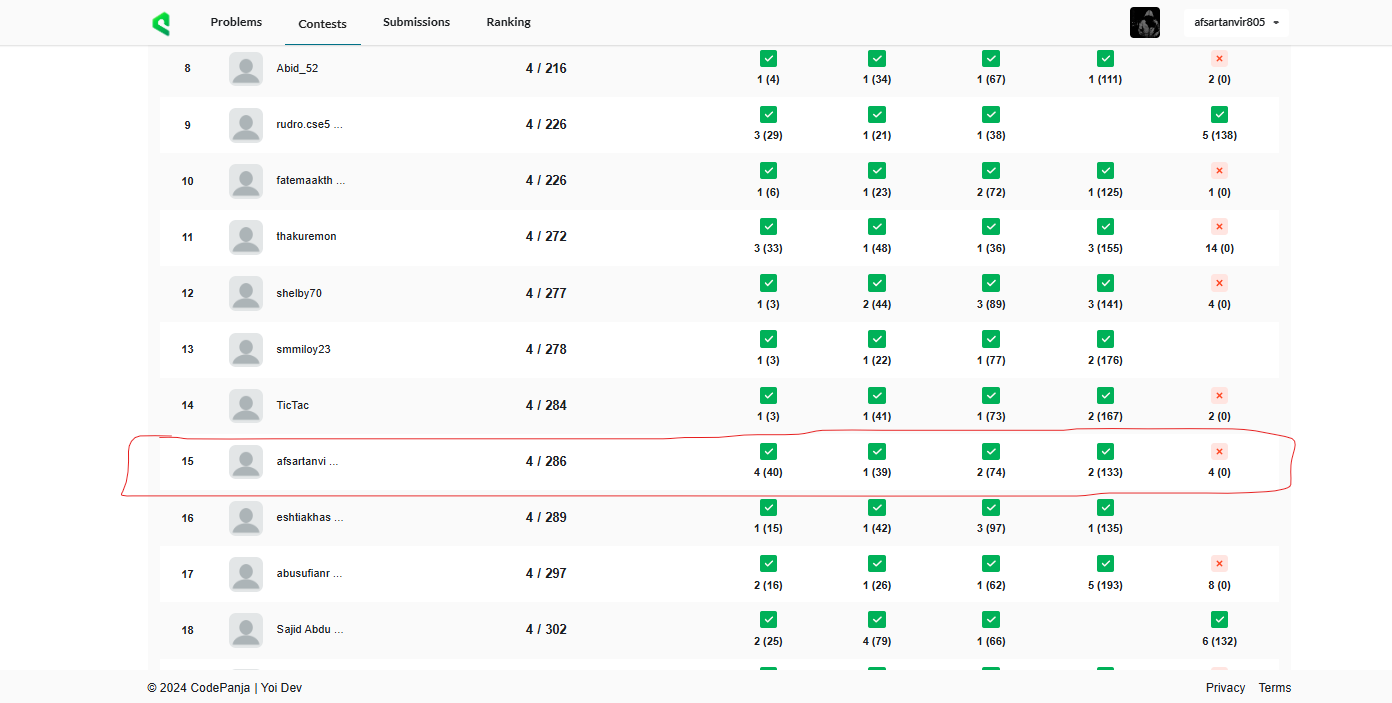 Problems Contests Submissions Ranking afsartanvir805
8 Abid_52 4 / 216 1 (4) 1 (34) 1 (67) 1 (111) 2 (0)
9 rudro.cse5 ... 4 / 226 3 (29) 1 (21) 1 (38) 5 (138)
10 fatemaakth ... 4 / 226 1 (6) 1 (23) 2 (72) 1 (125) 1 (0)
11 thakuremon 4 / 272 3 (33) 1 (48) 1 (36) 3 (155) 14 (0)
12 shelby70 4 / 277 1 (3) 2 (44) 3 (89) 3 (141) 4 (0)
13 smmiloy23 4 / 278 1 (3) 1 (22) 1 (77) 2 (176)
14 TicTac 4 / 284 1 (3) 1 (41) 1 (73) 2 (167) 2 (0)
15 afsartanvi ... 4 / 286 4 (40) 1 (39) 2 (74) 2 (133) 4 (0)
16 eshtiakhas ... 4 / 289 1 (15) 1 (42) 3 (97) 1 (135)
17 abusufianr ... 4 / 297 2 (16) 1 (26) 1 (62) 5 (193) 8 (0)
18 Sajid Abdu ... 4 / 302 2 (25) 4 (79) 1 (66) 6 (132)
© 2024 CodePanja | Yoi Dev Privacy Terms